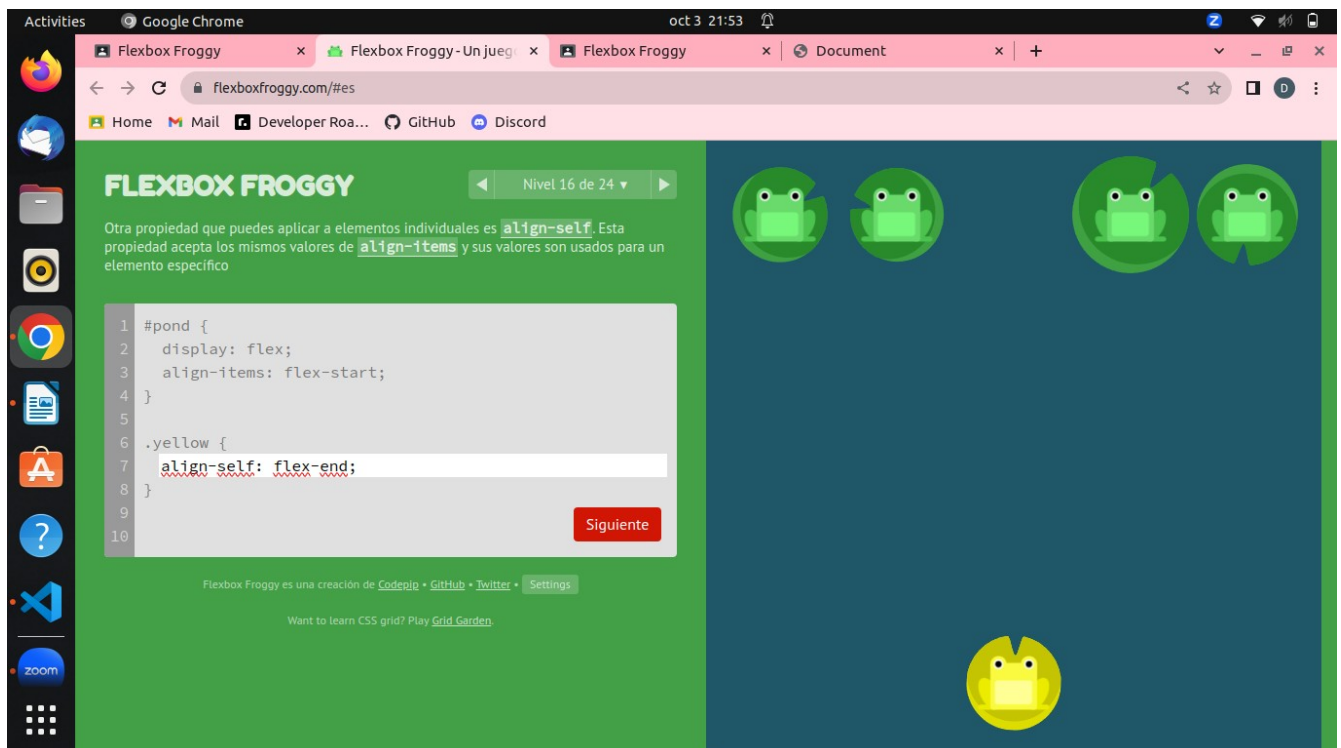 Activities Google Chrome oct 3 21:53 Z
Flexbox Froggy × Flexbox Froggy - Un jueg × Flexbox Froggy × Document × +
flexboxfroggy.com/#es D
Home Mail r. Developer Roa... GitHub Discord
FLEXBOX FROGGY
◀ Nivel 16 de 24 ▼ ▶
Otra propiedad que puedes aplicar a elementos individuales es align-self. Esta
propiedad acepta los mismos valores de align-items y sus valores son usados para un
elemento específico
1 #pond {
2 display: flex;
3 align-items: flex-start;
4 }
5
6 .yellow {
7 align-self: flex-end;
8 }
9
10
Siguiente
Flexbox Froggy es una creación de Codepip • GitHub • Twitter • Settings
Want to learn CSS grid? Play Grid Garden.
zoom